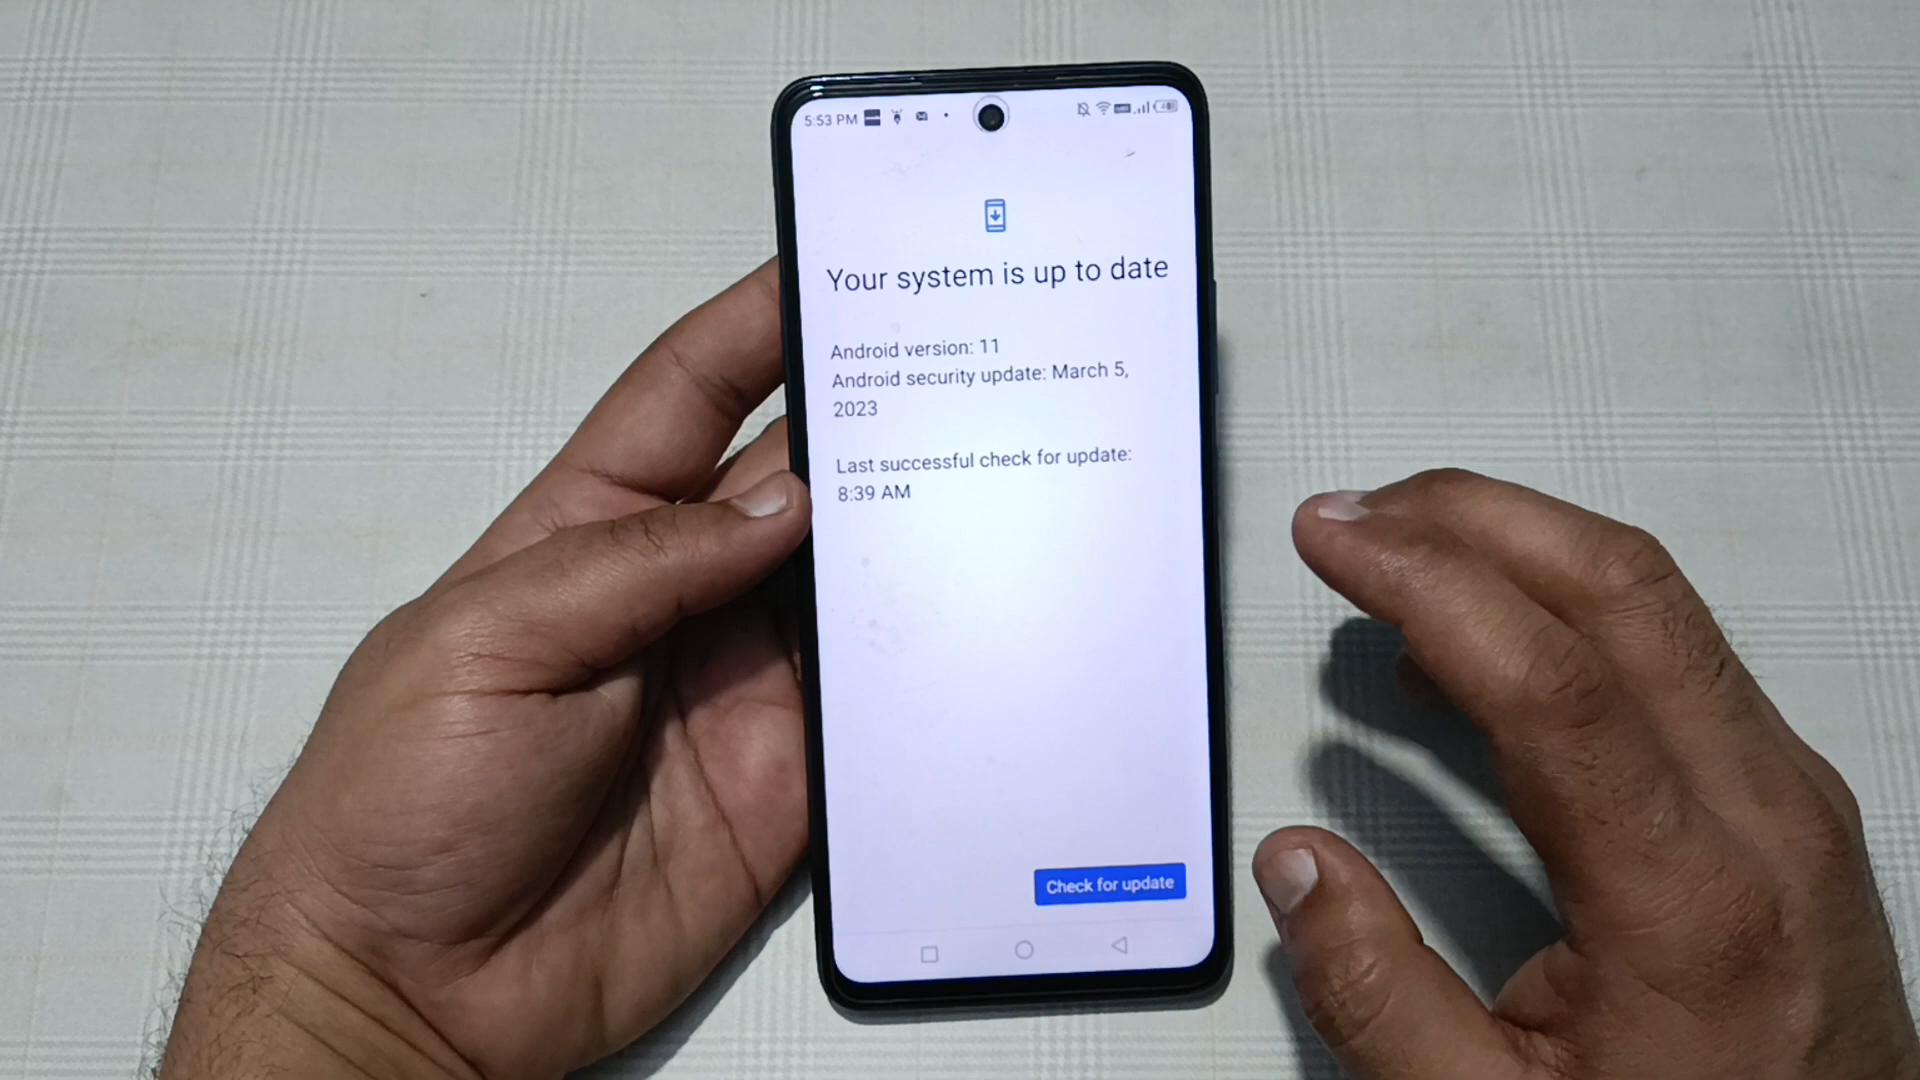 5:53 PM
Your system is up to date
Android version: 11
Android security update: March 5,
2023
Last successful check for update:
8:39 AM
Check for update